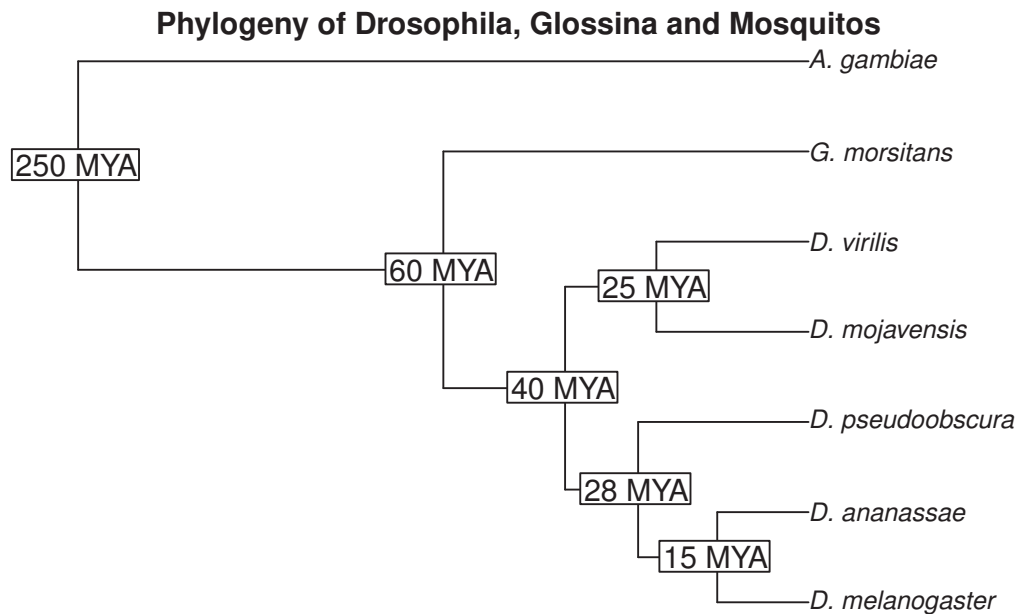 Phylogeny of Drosophila, Glossina and Mosquitos
A. gambiae
G. morsitans
250 MYA
D. virilis
60 MYA
25 MYA
D. mojavensis
40 MYA
D. pseudoobscura
28 MYA
D. ananassae
15 MYA
D. melanogaster